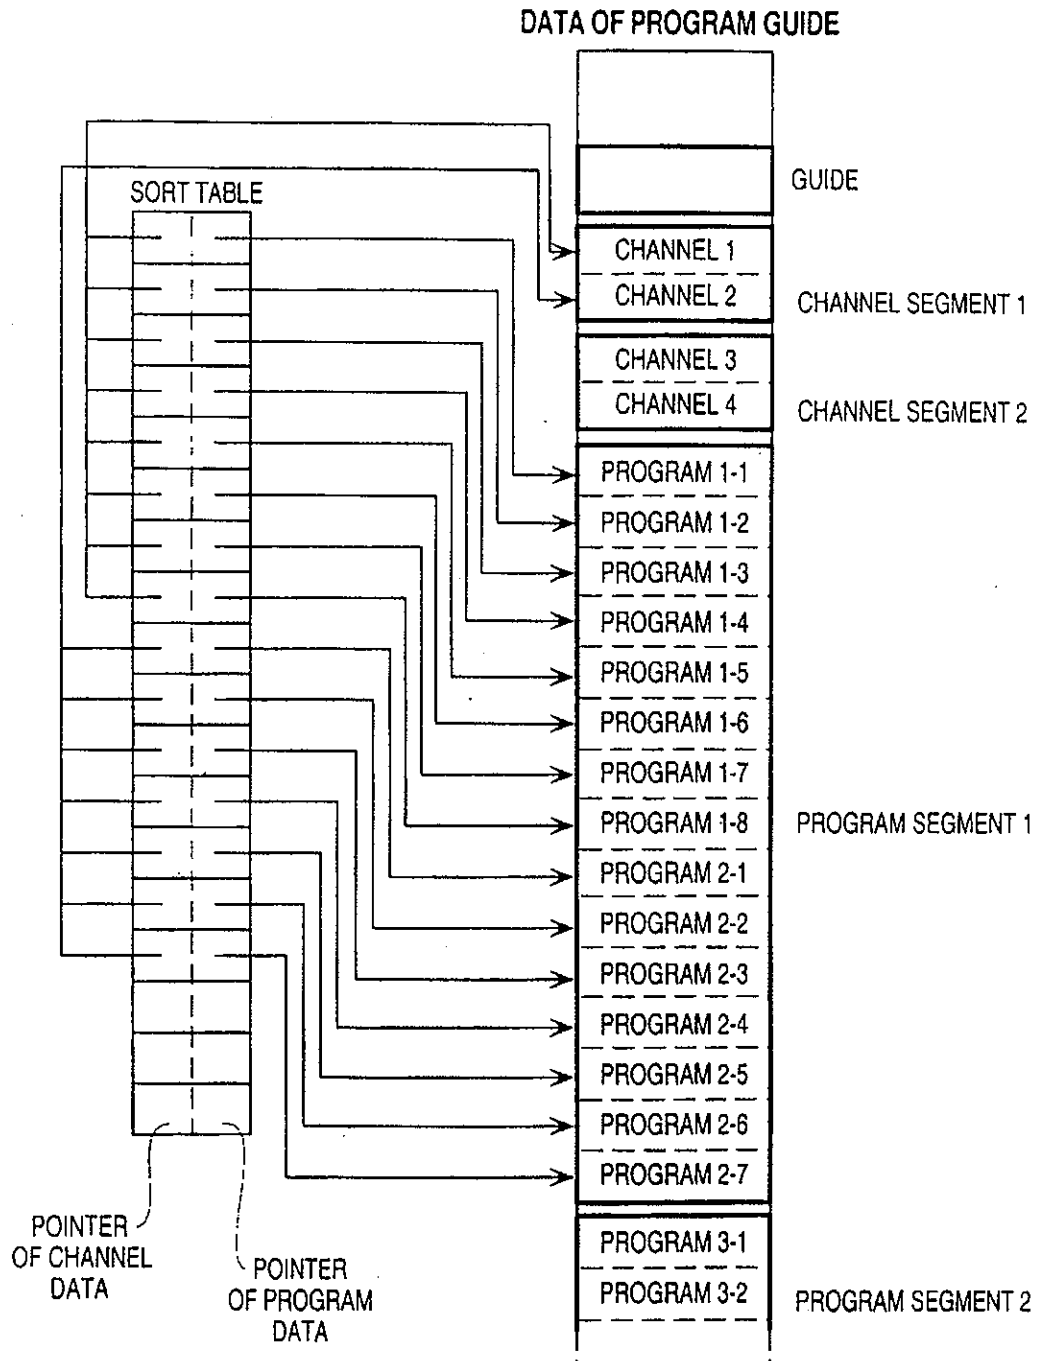 DATA OF PROGRAM GUIDE
GUIDE
SORT TABLE
CHANNEL 1
CHANNEL 2
CHANNEL SEGMENT 1
CHANNEL 3
CHANNEL 4
CHANNEL SEGMENT 2
PROGRAM 1-1
PROGRAM 1-2
PROGRAM 1-3
PROGRAM 1-4
PROGRAM 1-5
PROGRAM 1-6
PROGRAM 1-7
PROGRAM 1-8
PROGRAM SEGMENT 1
PROGRAM 2-1
PROGRAM 2-2
PROGRAM 2-3
PROGRAM 2-4
PROGRAM 2-5
PROGRAM 2-6
PROGRAM 2-7
POINTER
OF CHANNEL
DATA
POINTER
OF PROGRAM
DATA
PROGRAM 3-1
PROGRAM 3-2
PROGRAM SEGMENT 2